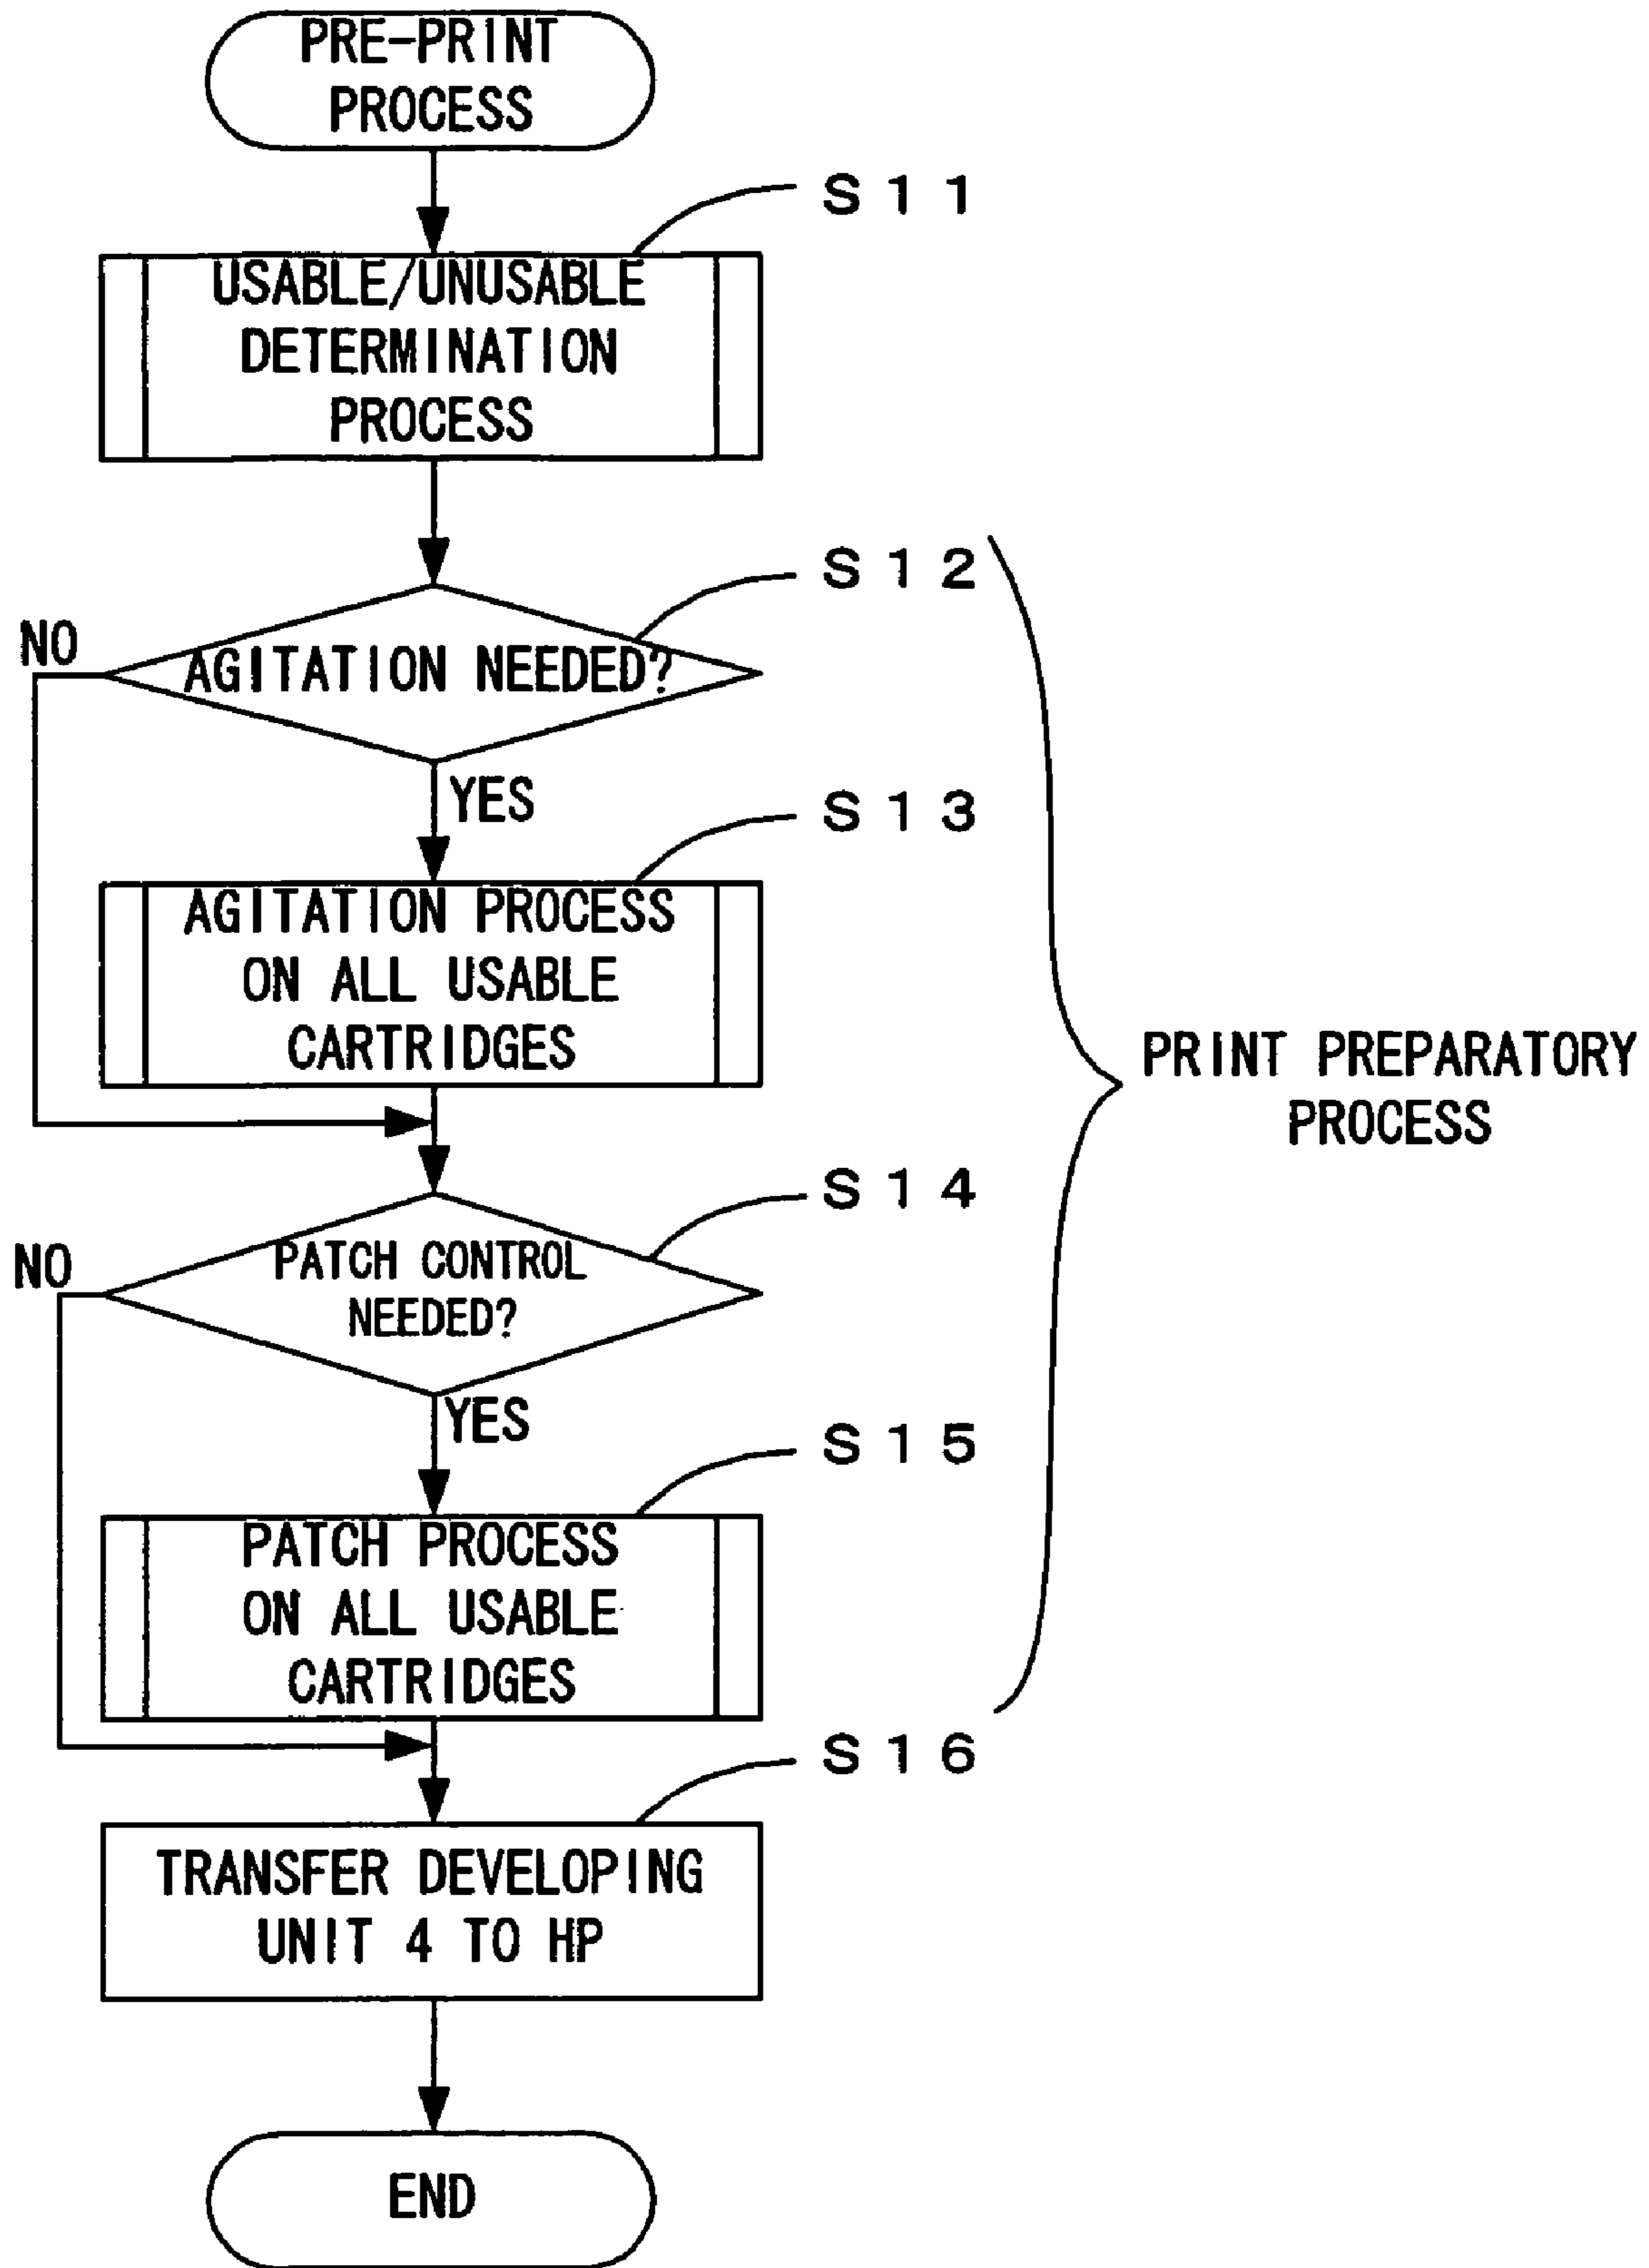 PRE-PRINT
PROCESS
S11
USABLE/UNUSABLE
DETERMINATION
PROCESS
S12
NO
AGITATION NEEDED?
YES
S13
AGITATION PROCESS
ON ALL USABLE
CARTRIDGES
PRINT PREPARATORY
PROCESS
S14
NO
PATCH CONTROL
NEEDED?
YES
S15
PATCH PROCESS
ON ALL USABLE
CARTRIDGES
S16
TRANSFER DEVELOPING
UNIT 4 TO HP
END